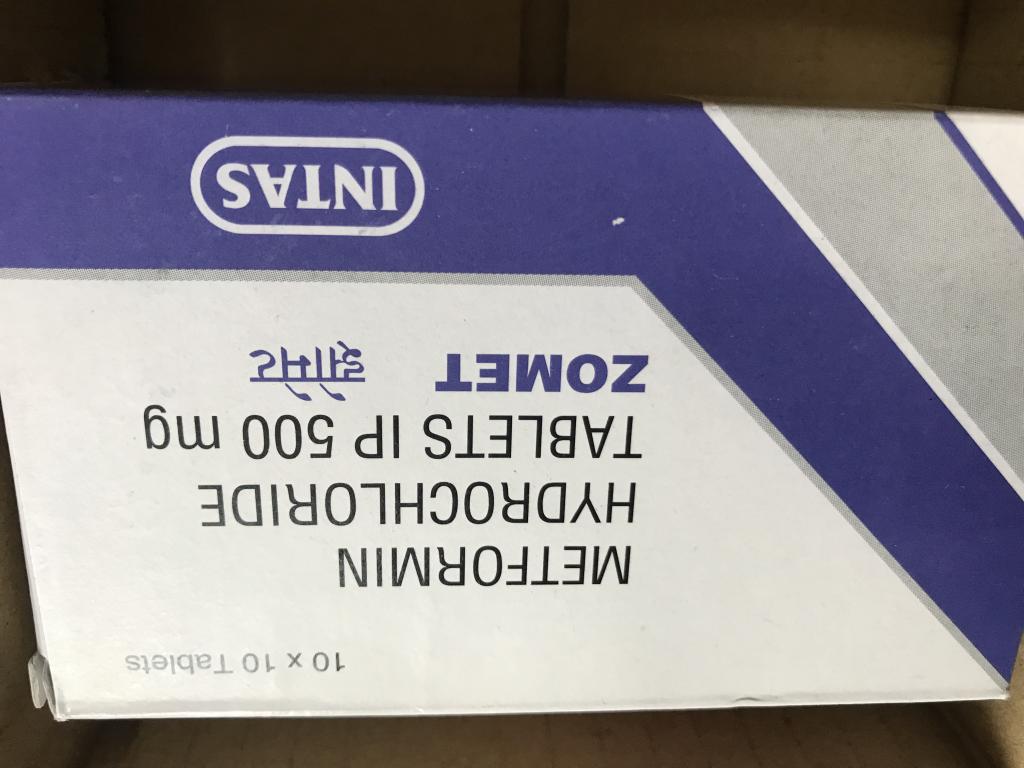 10 x 10 Tablets
METFORMIN
HYDROCHLORIDE
TABLETS IP 500 mg
ZOMET झोमेट
INTAS